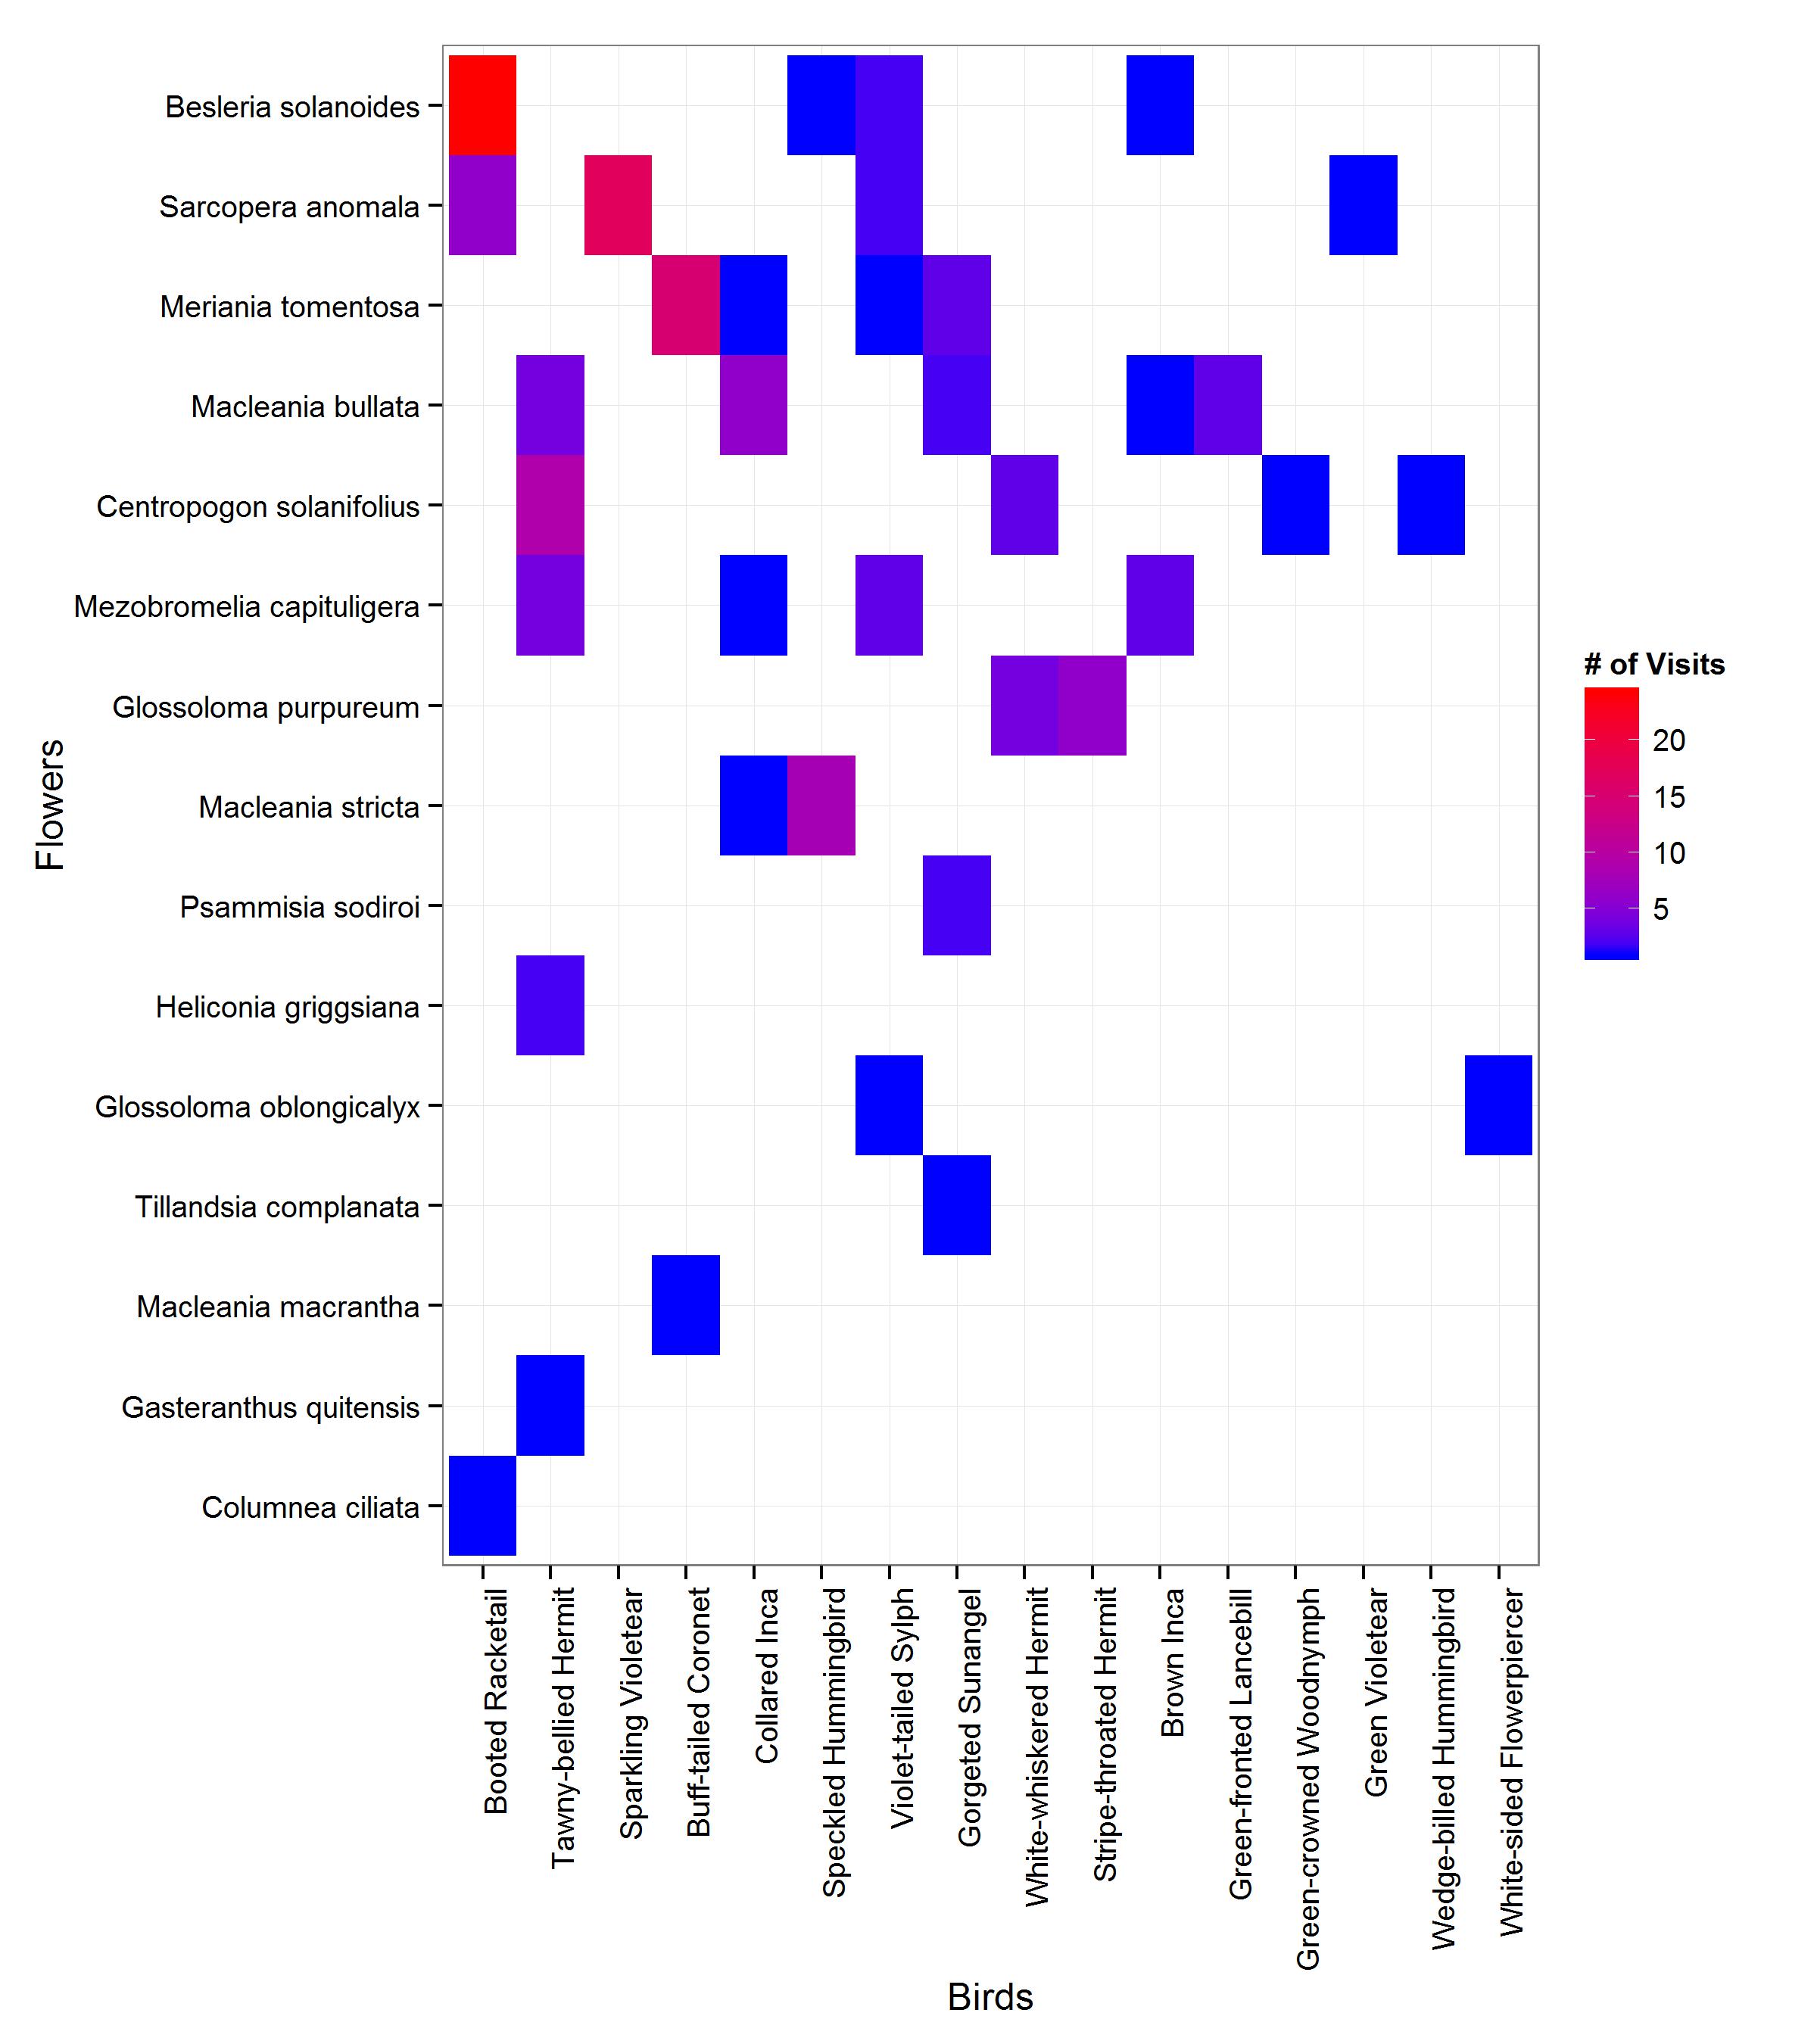 Besleria solanoides
Sarcopera anomala
Meriania tomentosa
Macleania bullata
Centropogon solanifolius
Mezobromelia capituligera
Glossoloma purpureum
Macleania stricta
Psammisia sodiroi
Heliconia griggsiana
Glossoloma oblongicalyx
Tillandsia complanata
Macleania macrantha
Gasteranthus quitensis
Columnea ciliata
Flowers
Booted Racketail
Tawny-bellied Hermit
Sparkling Violetear
Buff-tailed Coronet
Collared Inca
Speckled Hummingbird
Violet-tailed Sylph
Gorgeted Sunangel
White-whiskered Hermit
Stripe-throated Hermit
Brown Inca
Green-fronted Lancebill
Green-crowned Woodnymph
Green Violetear
Wedge-billed Hummingbird
White-sided Flowerpiercer
Birds
# of Visits
20
15
10
5